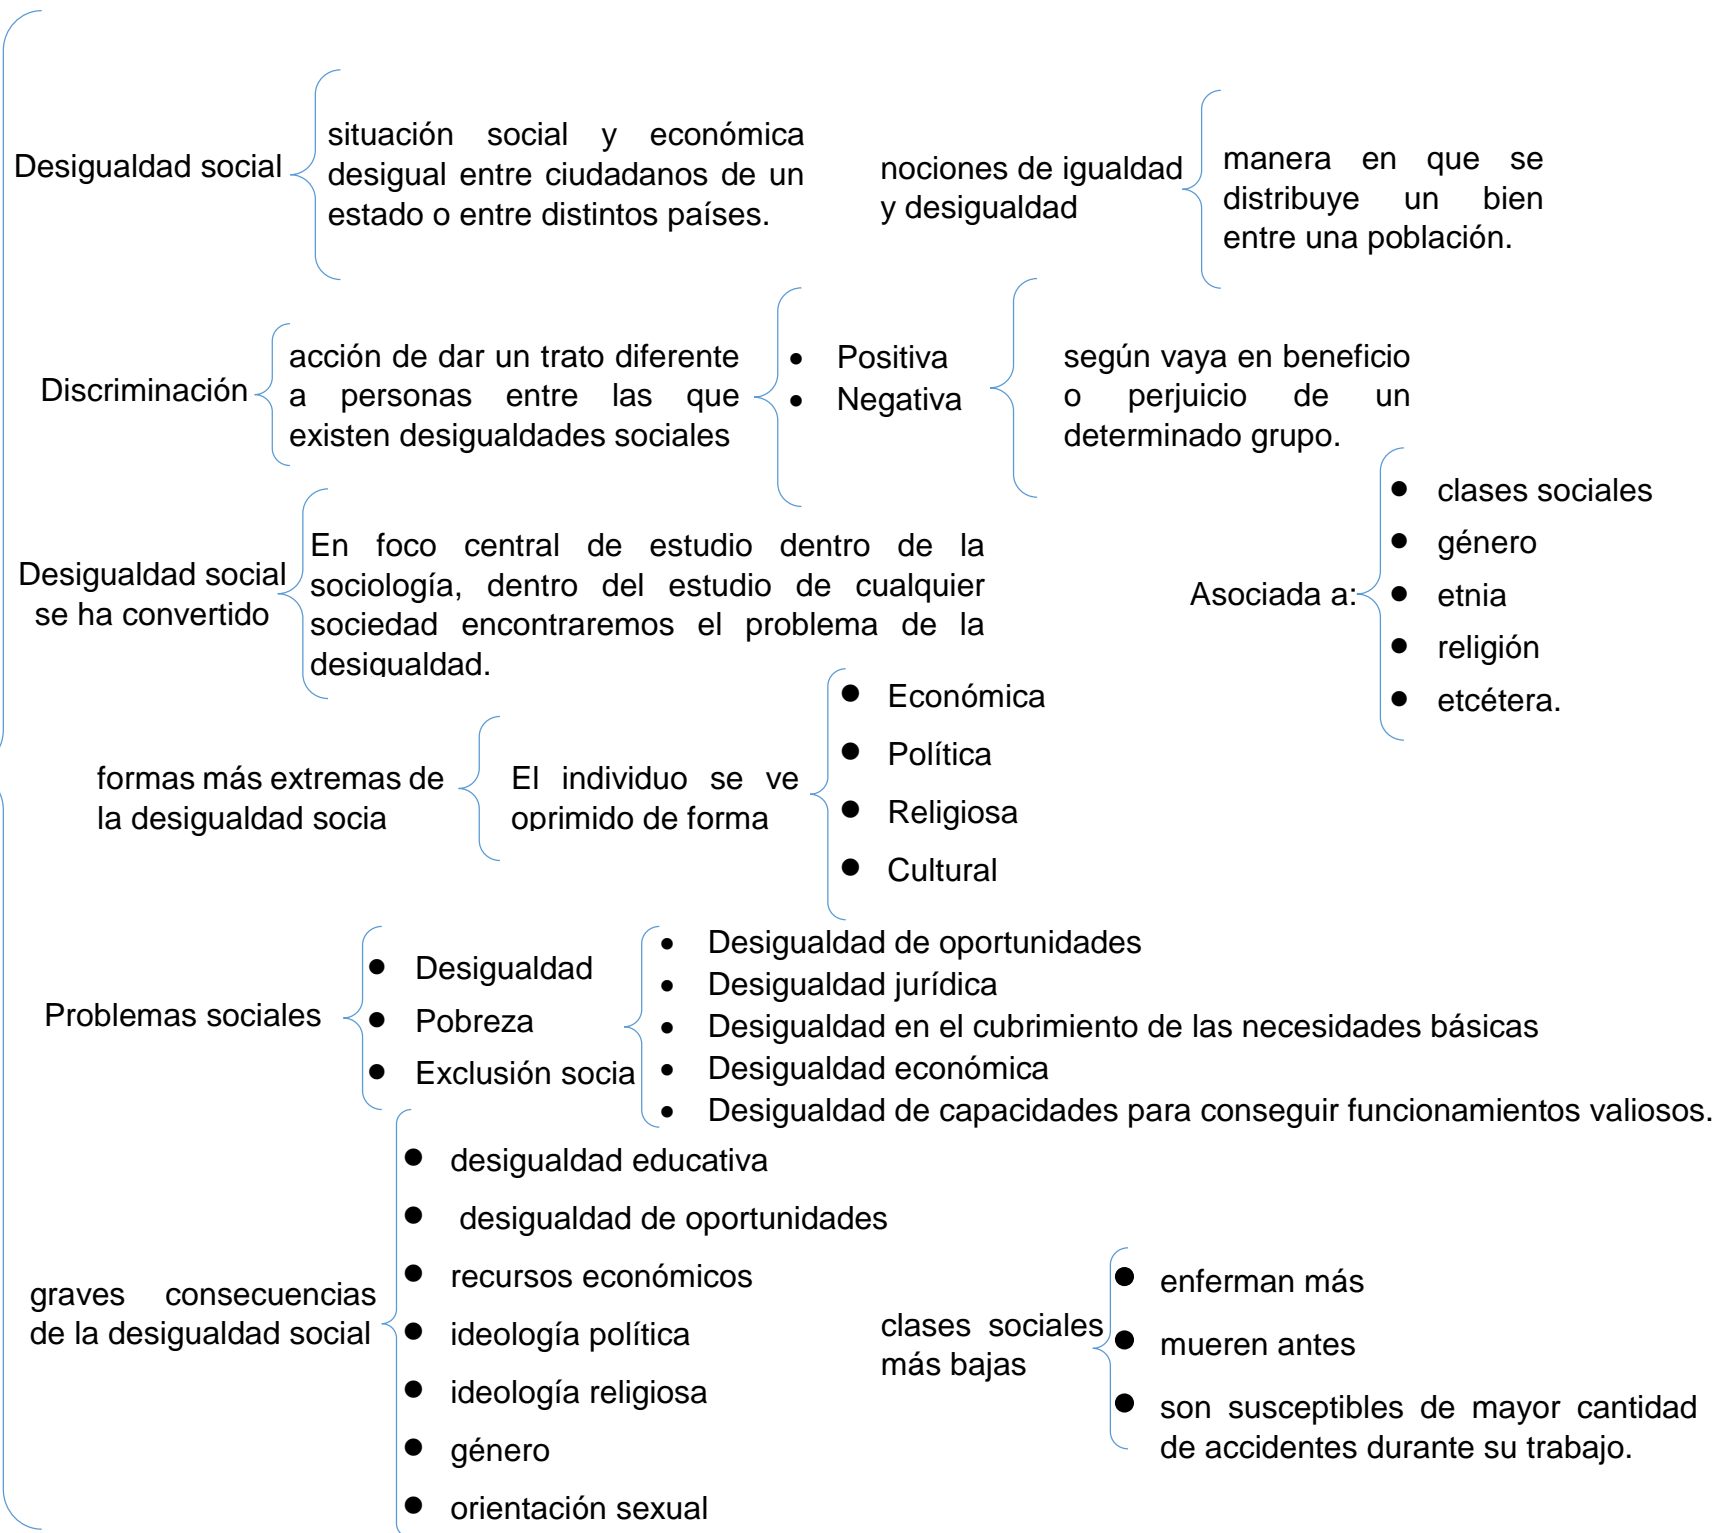 Desigualdad social
situación social y económica
desigual entre ciudadanos de un
estado o entre distintos países.
nociones de igualdad
y desigualdad
manera en que se
distribuye un bien
entre una población.
Discriminación
acción de dar un trato diferente
a personas entre las que
existen desigualdades sociales
• Positiva
• Negativa
según vaya en beneficio
o perjuicio de un
determinado grupo.
Desigualdad social
se ha convertido
En foco central de estudio dentro de la
sociología, dentro del estudio de cualquier
sociedad encontraremos el problema de la
desigualdad.
Asociada a:
• clases sociales
• género
• etnia
• religión
• etcétera.
formas más extremas de
la desigualdad socia
El individuo se ve
oprimido de forma
• Económica
• Política
• Religiosa
• Cultural
Problemas sociales
• Desigualdad
• Pobreza
• Exclusión socia
• Desigualdad de oportunidades
• Desigualdad jurídica
• Desigualdad en el cubrimiento de las necesidades básicas
• Desigualdad económica
• Desigualdad de capacidades para conseguir funcionamientos valiosos.
graves consecuencias
de la desigualdad social
• desigualdad educativa
• desigualdad de oportunidades
• recursos económicos
• ideología política
• ideología religiosa
• género
• orientación sexual
clases sociales
más bajas
• enferman más
• mueren antes
• son susceptibles de mayor cantidad
de accidentes durante su trabajo.